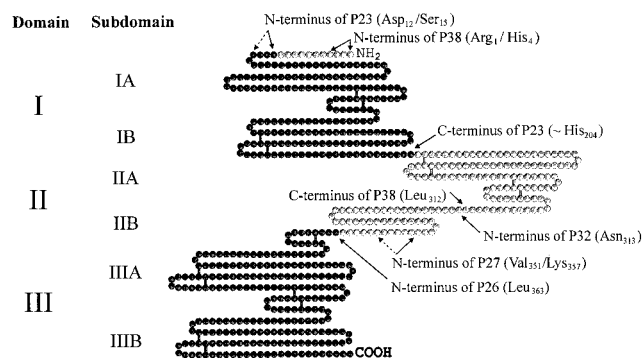 Domain Subdomain
N-terminus of P23 (Asp12/Ser15)
N-terminus of P38 (Arg1/ His4)
NH2
IA
I
IB
C-terminus of P23 (~ His204)
IIA
II
C-terminus of P38 (Leu312)
IIB
N-terminus of P32 (Asn313)
N-terminus of P27 (Val351/Lys357)
IIIA
N-terminus of P26 (Leu363)
III
IIIB
COOH